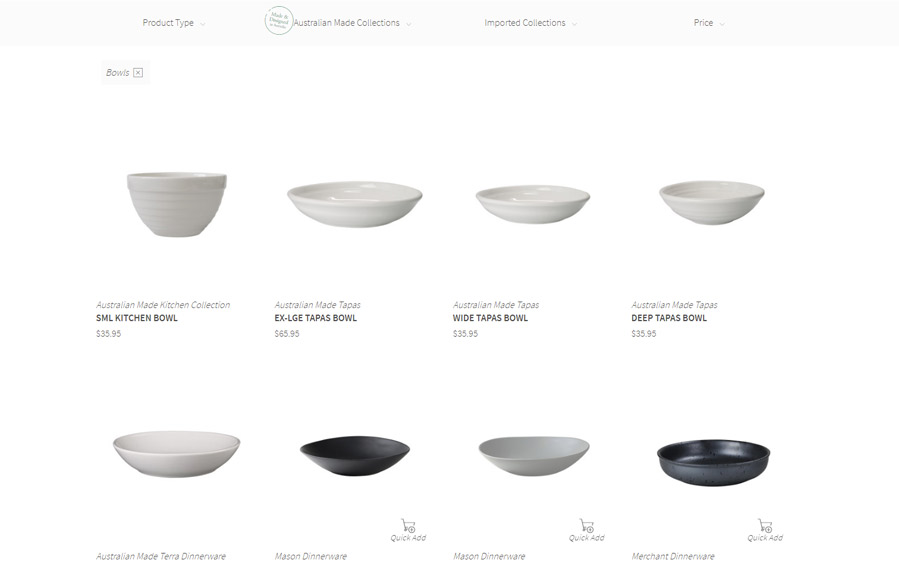 Product Type
Made &
Designed
in Australia
Australian Made Collections
Imported Collections
Price
Bowls
Australian Made Kitchen Collection
SML KITCHEN BOWL
$35.95
Australian Made Tapas
EX-LGE TAPAS BOWL
$65.95
Australian Made Tapas
WIDE TAPAS BOWL
$35.95
Australian Made Tapas
DEEP TAPAS BOWL
$35.95
Australian Made Terra Dinnerware
Quick Add
Mason Dinnerware
Quick Add
Mason Dinnerware
Quick Add
Merchant Dinnerware